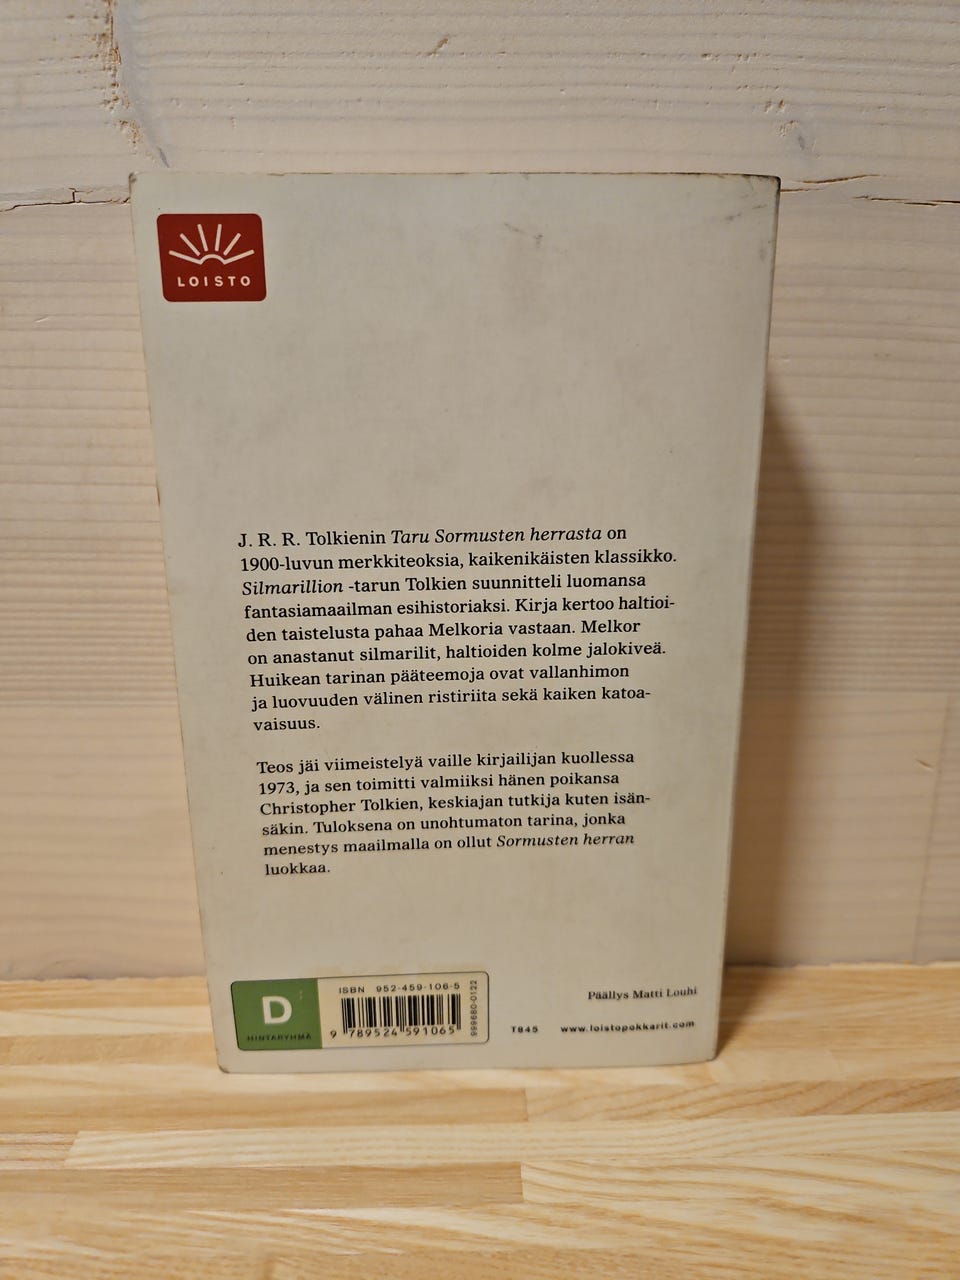 LOISTO
J. R. R. Tolkienin Taru Sormusten herrasta on
1900-luvun merkkiteoksia, kaikenikäisten klassikko.
Silmarillion -tarun Tolkien suunnitteli luomansa
fantasiamaailman esihistoriaksi. Kirja kertoo haltioi-
den taistelusta pahaa Melkoria vastaan. Melkor
on anastanut silmarilit, haltioiden kolme jalokiveä.
Huikean tarinan pääteemoja ovat vallanhimon
ja luovuuden välinen ristiriita sekä kaiken katoa-
vaisuus.
Teos jäi viimeistelyä vaille kirjailijan kuollessa
1973, ja sen toimitti valmiiksi hänen poikansa
Christopher Tolkien, keskiajan tutkija kuten isän-
säkin. Tuloksena on unohtumaton tarina, jonka
menestys maailmalla on ollut Sormusten herran
luokkaa.
D
HINTARYHMÄ
ISBN 952-459-106-5
9 789524 591065
999680-0122
Päällys Matti Louhi
T845 www.loistopokkarit.com